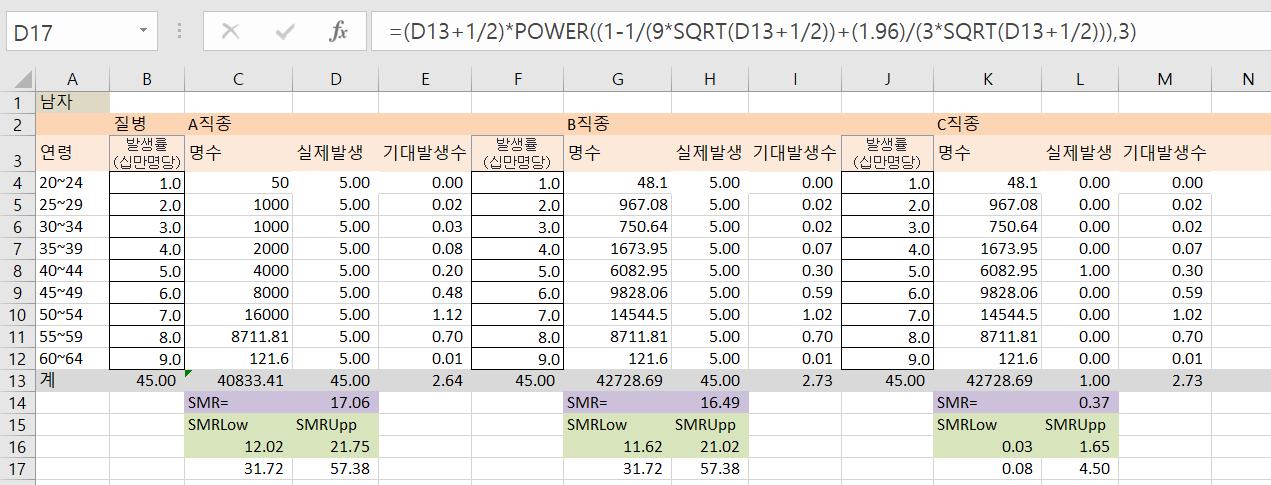 D17 fx =(D13+1/2)*POWER((1-1/(9*SQRT(D13+1/2))+(1.96)/(3*SQRT(D13+1/2))),3)
A B C D E F G H I J K L M N
1 남자
2 질병 A직종 B직종 C직종
3 연령 발생률 (십만명당) 명수 실제발생 기대발생수 발생률 (십만명당) 명수 실제발생 기대발생수 발생률 (십만명당) 명수 실제발생 기대발생수
4 20~24 1.0 50 5.00 0.00 1.0 48.1 5.00 0.00 1.0 48.1 0.00 0.00
5 25~29 2.0 1000 5.00 0.02 2.0 967.08 5.00 0.02 2.0 967.08 0.00 0.02
6 30~34 3.0 1000 5.00 0.03 3.0 750.64 5.00 0.02 3.0 750.64 0.00 0.02
7 35~39 4.0 2000 5.00 0.08 4.0 1673.95 5.00 0.07 4.0 1673.95 0.00 0.07
8 40~44 5.0 4000 5.00 0.20 5.0 6082.95 5.00 0.30 5.0 6082.95 1.00 0.30
9 45~49 6.0 8000 5.00 0.48 6.0 9828.06 5.00 0.59 6.0 9828.06 0.00 0.59
10 50~54 7.0 16000 5.00 1.12 7.0 14544.5 5.00 1.02 7.0 14544.5 0.00 1.02
11 55~59 8.0 8711.81 5.00 0.70 8.0 8711.81 5.00 0.70 8.0 8711.81 0.00 0.70
12 60~64 9.0 121.6 5.00 0.01 9.0 121.6 5.00 0.01 9.0 121.6 0.00 0.01
13 계 45.00 40833.41 45.00 2.64 45.00 42728.69 45.00 2.73 45.00 42728.69 1.00 2.73
14 SMR= 17.06 SMR= 16.49 SMR= 0.37
15 SMRLow SMRUpp SMRLow SMRUpp SMRLow SMRUpp
16 12.02 21.75 11.62 21.02 0.03 1.65
17 31.72 57.38 31.72 57.38 0.08 4.50